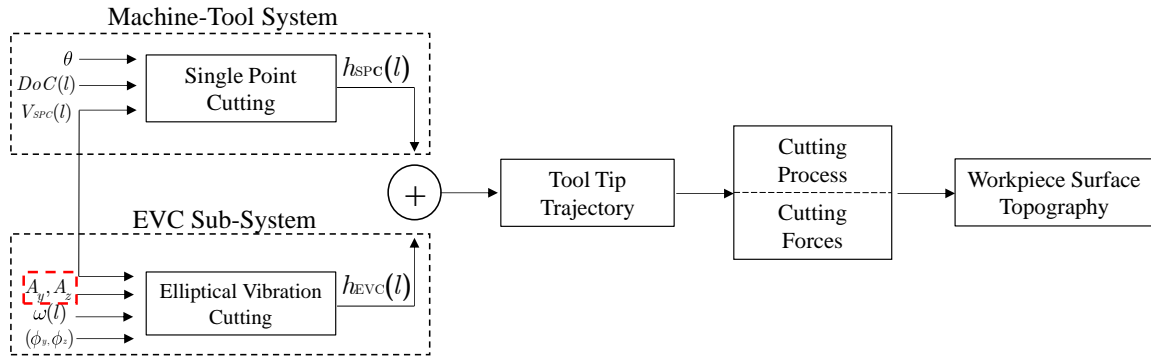 Machine-Tool System
θ
DoC(l)
V_SPC(l)
Single Point
Cutting
h_SPC(l)
+
Tool Tip
Trajectory
Cutting
Process
Cutting
Forces
Workpiece Surface
Topography
EVC Sub-System
A_y, A_z
ω(l)
(ϕ_y, ϕ_z)
Elliptical Vibration
Cutting
h_EVC(l)